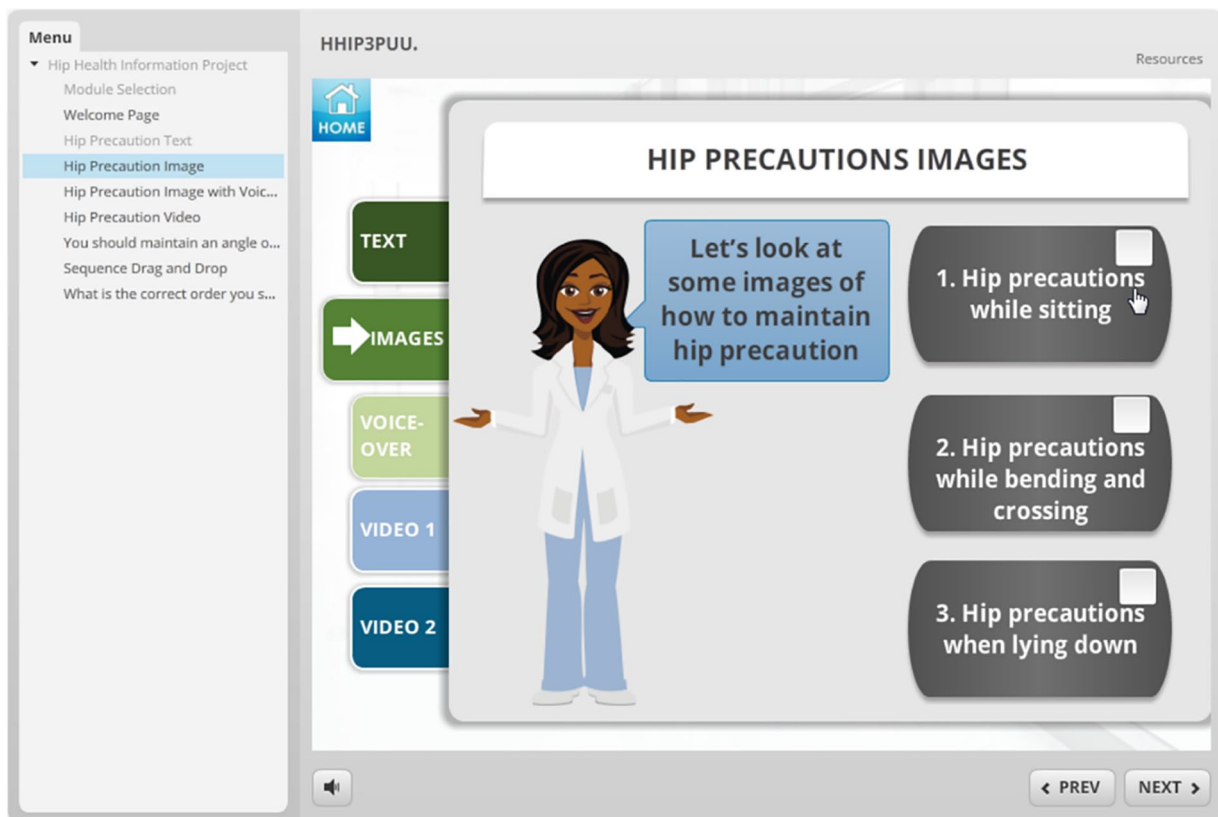 Menu
Hip Health Information Project
Module Selection
Welcome Page
Hip Precaution Text
Hip Precaution Image
Hip Precaution Image with Voic...
Hip Precaution Video
You should maintain an angle o...
Sequence Drag and Drop
What is the correct order you s...
HHIP3PUU.
Resources
HOME
HIP PRECAUTIONS IMAGES
TEXT
IMAGES
VOICE-
OVER
VIDEO 1
VIDEO 2
Let's look at
some images of
how to maintain
hip precaution
1. Hip precautions
while sitting
2. Hip precautions
while bending and
crossing
3. Hip precautions
when lying down
PREV
NEXT